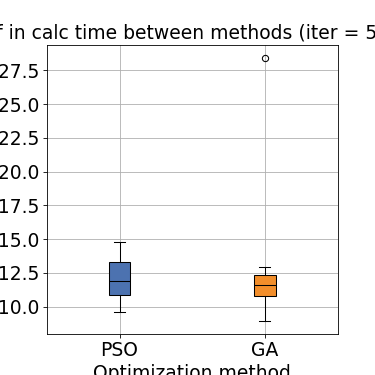 f in calc time between methods (iter = 5
27.5
25.0
22.5
20.0
17.5
15.0
12.5
10.0
PSO GA
Optimization method